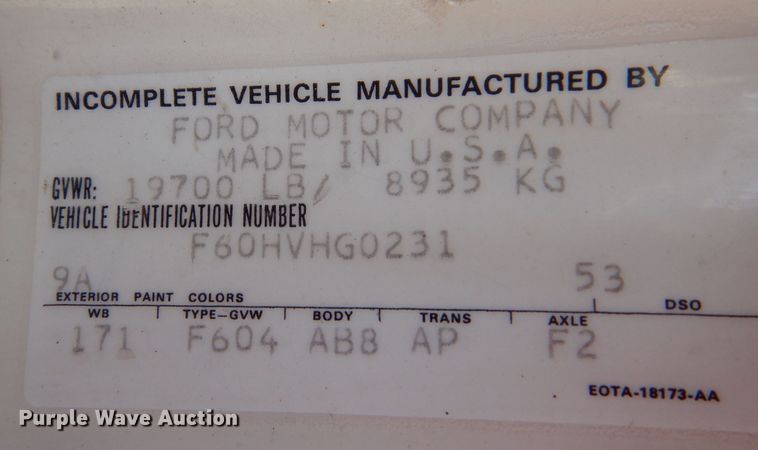 INCOMPLETE VEHICLE MANUFACTURED BY
FORD MOTOR COMPANY
MADE IN U.S.A.
GVWR: 19700 LB/ 8935 KG
VEHICLE IDENTIFICATION NUMBER
F60HVHG0231
9A 53
EXTERIOR PAINT COLORS DSO
WB TYPE-GVW BODY TRANS AXLE
171 F604 AB8 AP F2
EOTA-18173-AA
Purple Wave Auction